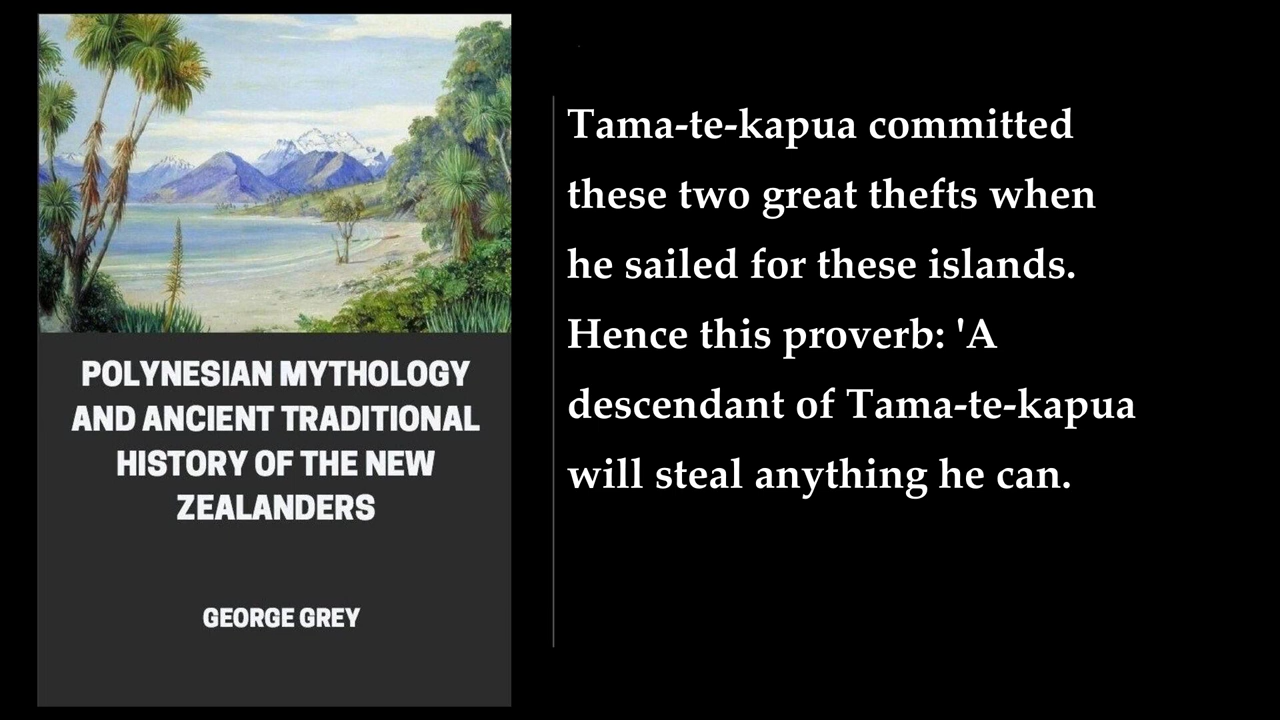 POLYNESIAN MYTHOLOGY
AND ANCIENT TRADITIONAL
HISTORY OF THE NEW
ZEALANDERS
GEORGE GREY
Tama-te-kapua committed
these two great thefts when
he sailed for these islands.
Hence this proverb: 'A
descendant of Tama-te-kapua
will steal anything he can.